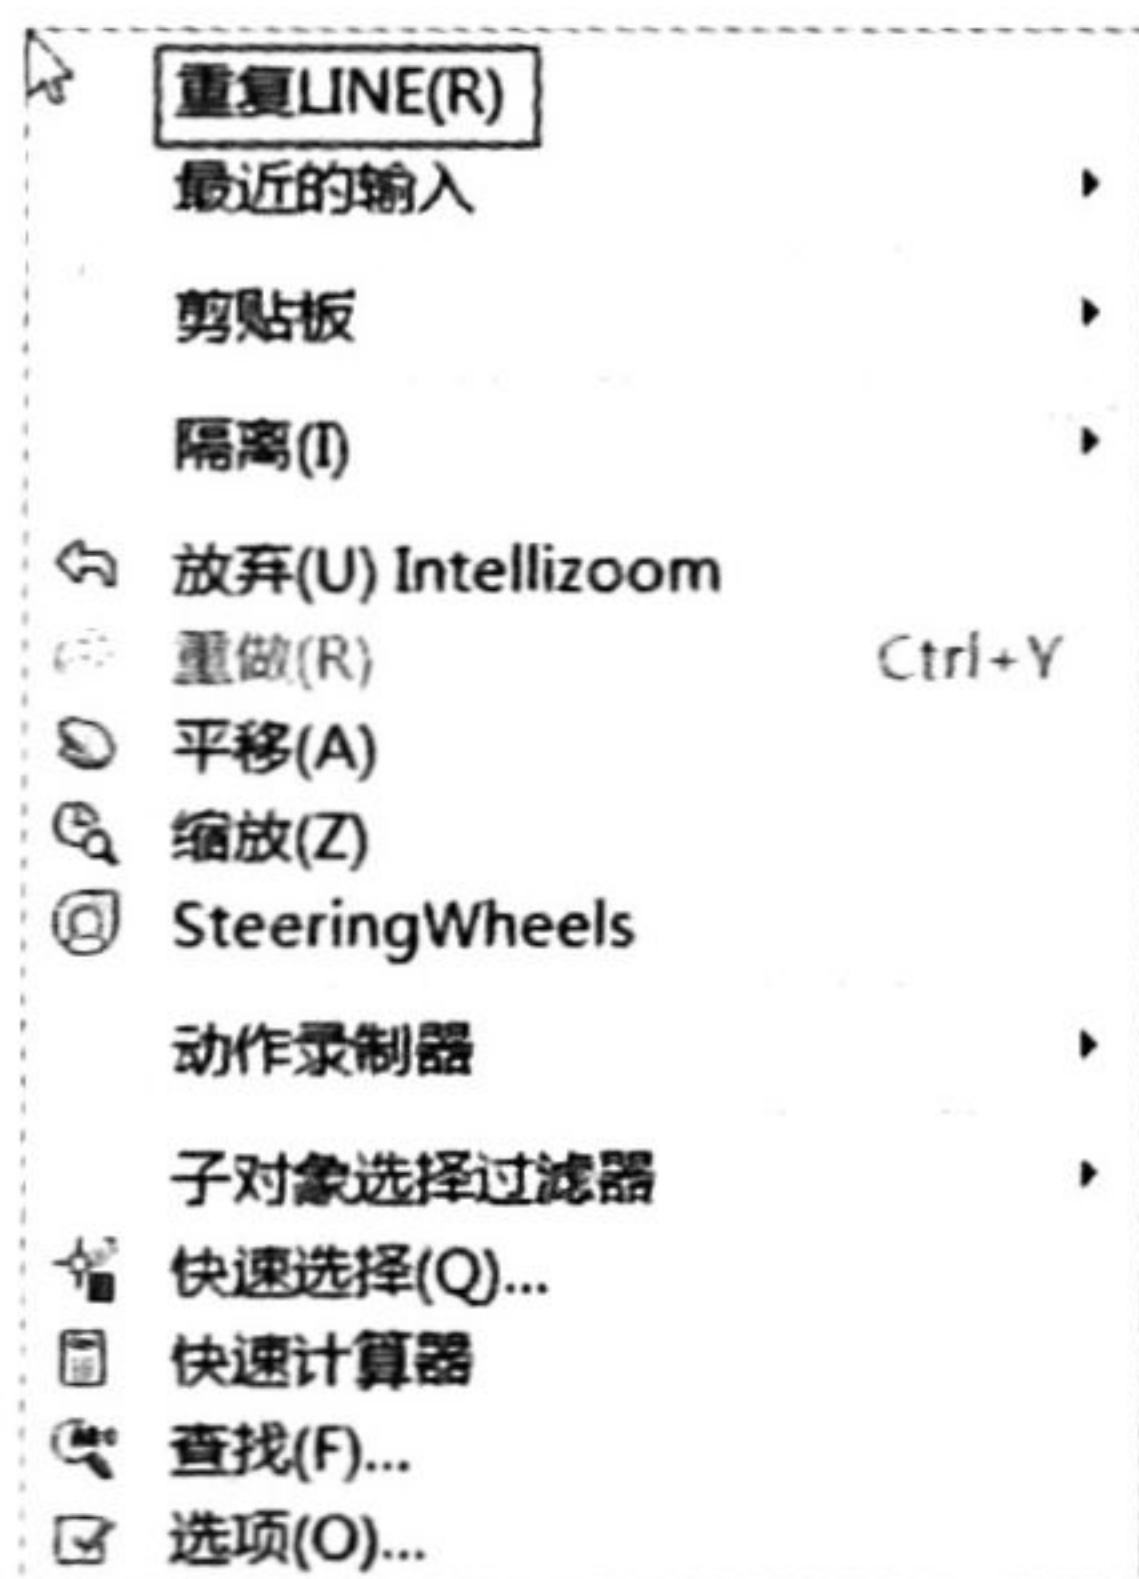 重复LINE(R)
最近的输入
剪贴板
隔离(I)
放弃(U) Intellizoom
重做(R) Ctrl+Y
平移(A)
缩放(Z)
SteeringWheels
动作录制器
子对象选择过滤器
快速选择(Q)...
快速计算器
查找(F)...
选项(O)...